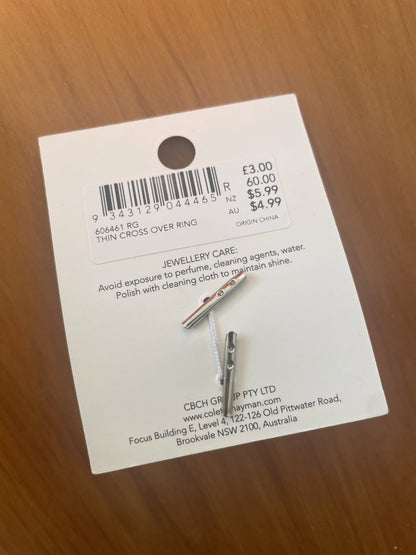 £3.00
R 60.00
NZ $5.99
AU $4.99
ORIGIN CHINA
9 343129 044465
606461 RG
THIN CROSS OVER RING
JEWELLERY CARE:
Avoid exposure to perfume, cleaning agents, water.
Polish with cleaning cloth to maintain shine.
CBCH GROUP PTY LTD
www.colettehayman.com
Focus Building E, Level 4, 122-126 Old Pittwater Road,
Brookvale NSW 2100, Australia